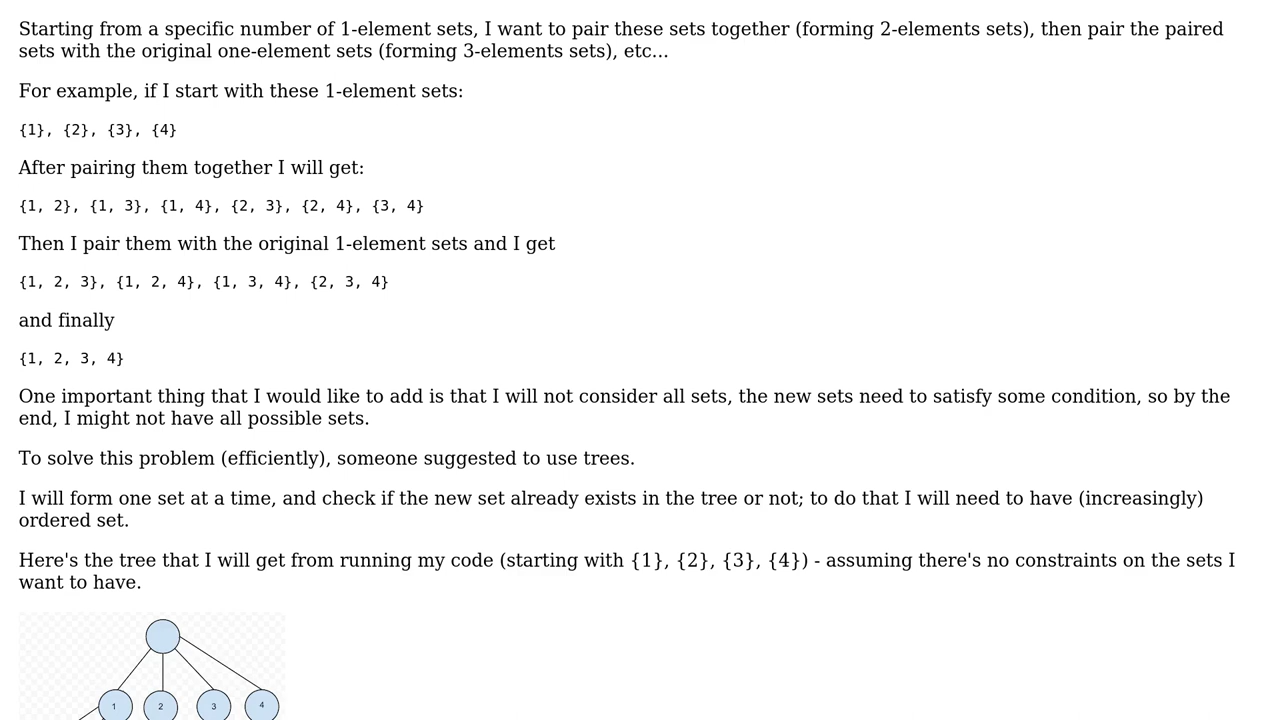 Starting from a specific number of 1-element sets, I want to pair these sets together (forming 2-elements sets), then pair the paired
sets with the original one-element sets (forming 3-elements sets), etc...
For example, if I start with these 1-element sets:
{1}, {2}, {3}, {4}
After pairing them together I will get:
{1, 2}, {1, 3}, {1, 4}, {2, 3}, {2, 4}, {3, 4}
Then I pair them with the original 1-element sets and I get
{1, 2, 3}, {1, 2, 4}, {1, 3, 4}, {2, 3, 4}
and finally
{1, 2, 3, 4}
One important thing that I would like to add is that I will not consider all sets, the new sets need to satisfy some condition, so by the
end, I might not have all possible sets.
To solve this problem (efficiently), someone suggested to use trees.
I will form one set at a time, and check if the new set already exists in the tree or not; to do that I will need to have (increasingly)
ordered set.
Here's the tree that I will get from running my code (starting with {1}, {2}, {3}, {4}) - assuming there's no constraints on the sets I
want to have.
1 2 3 4